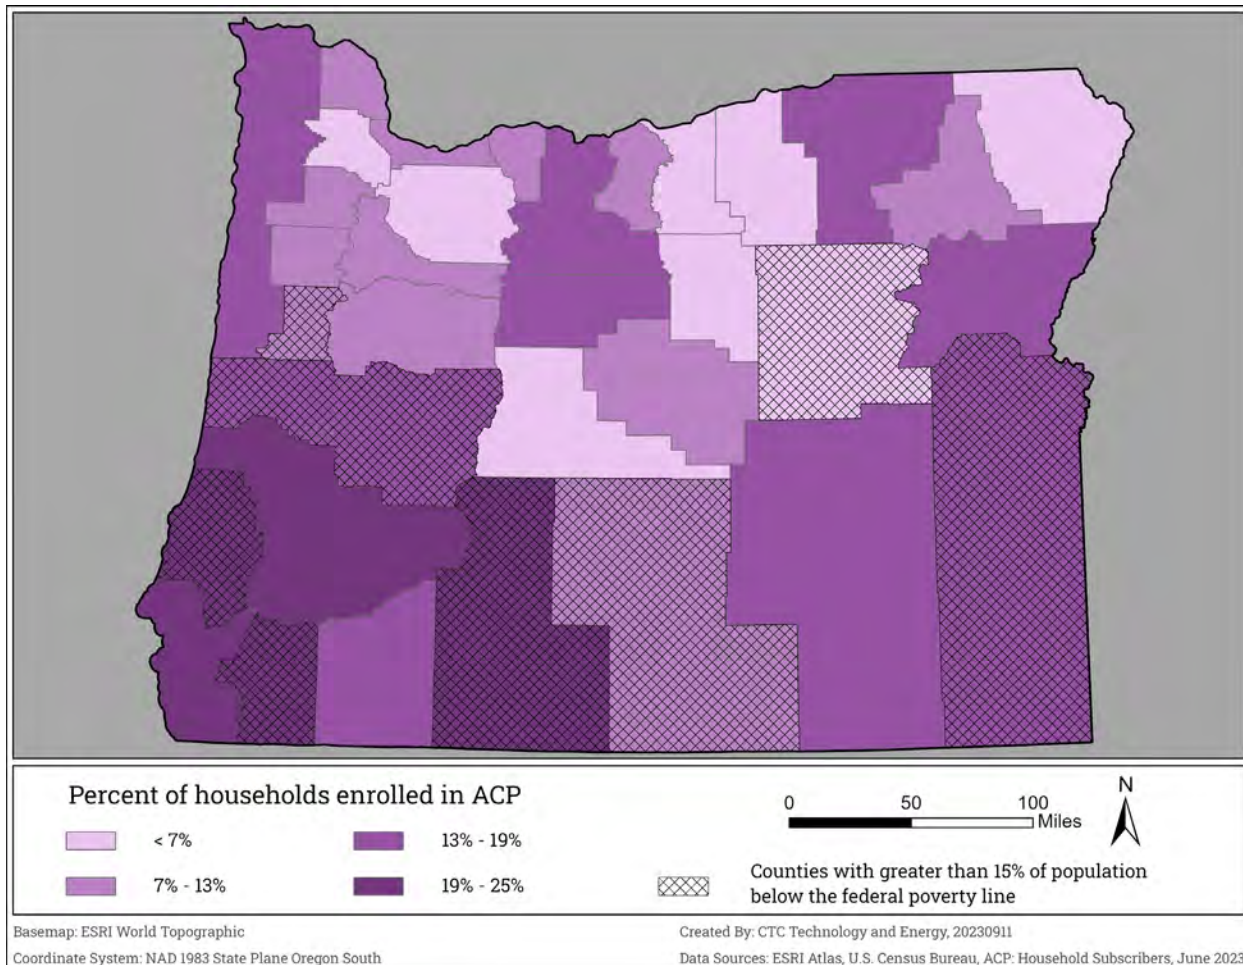 Percent of households enrolled in ACP
< 7%
7% - 13%
13% - 19%
19% - 25%
0 50 100
Miles
N
Counties with greater than 15% of population
below the federal poverty line
Basemap: ESRI World Topographic
Created By: CTC Technology and Energy, 20230911
Coordinate System: NAD 1983 State Plane Oregon South
Data Sources: ESRI Atlas, U.S. Census Bureau, ACP: Household Subscribers, June 2023